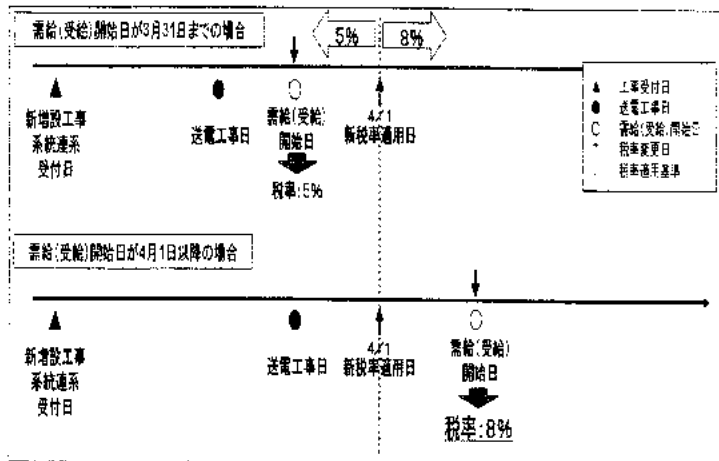 需給(受給)開始日が3月31日までの場合
5%
8%
新増設工事
系統連系
受付日
送電工事日
需給(受給)
開始日
税率:5%
4/1
新税率適用日
▲ 工事受付日
● 送電工事日
○ 需給(受給)開始日
↑ 税率変更日
税率適用基準
需給(受給)開始日が4月1日以降の場合
新増設工事
系統連系
受付日
送電工事日
4/1
新税率適用日
需給(受給)
開始日
税率:8%